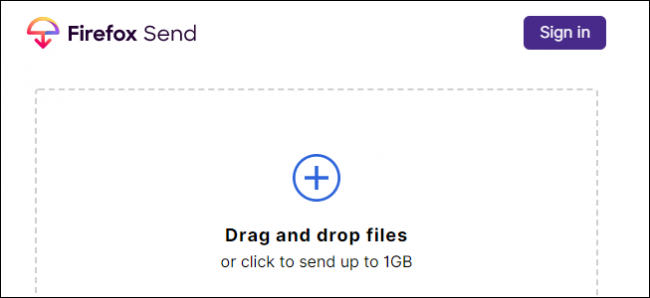 Firefox Send
Sign in
Drag and drop files
or click to send up to 1GB